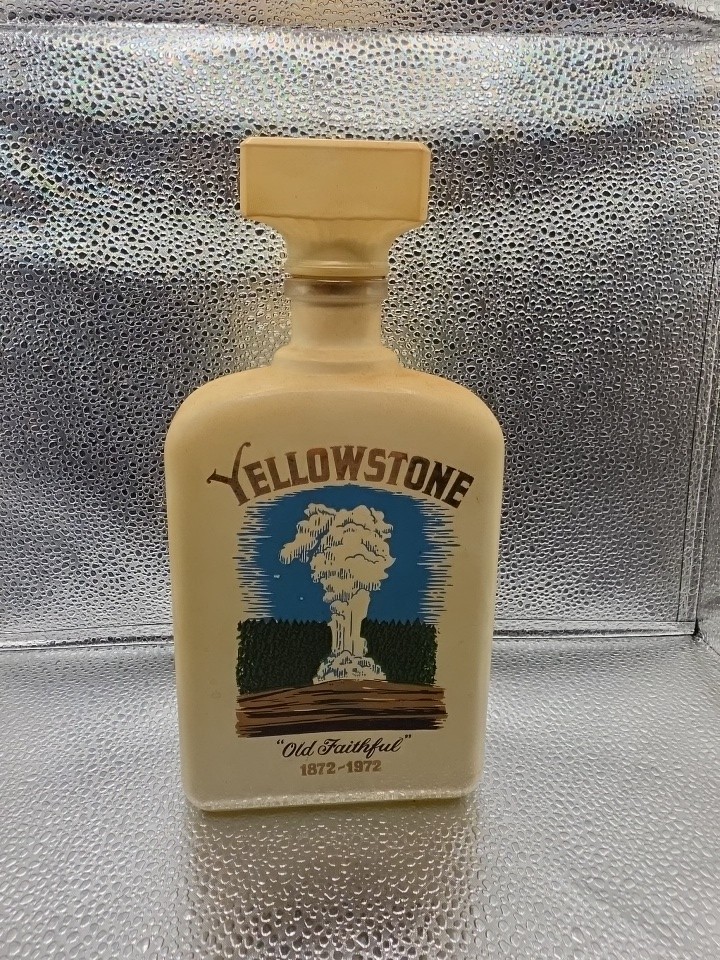 YELLOWSTONE
"Old Faithful"
1872-1972